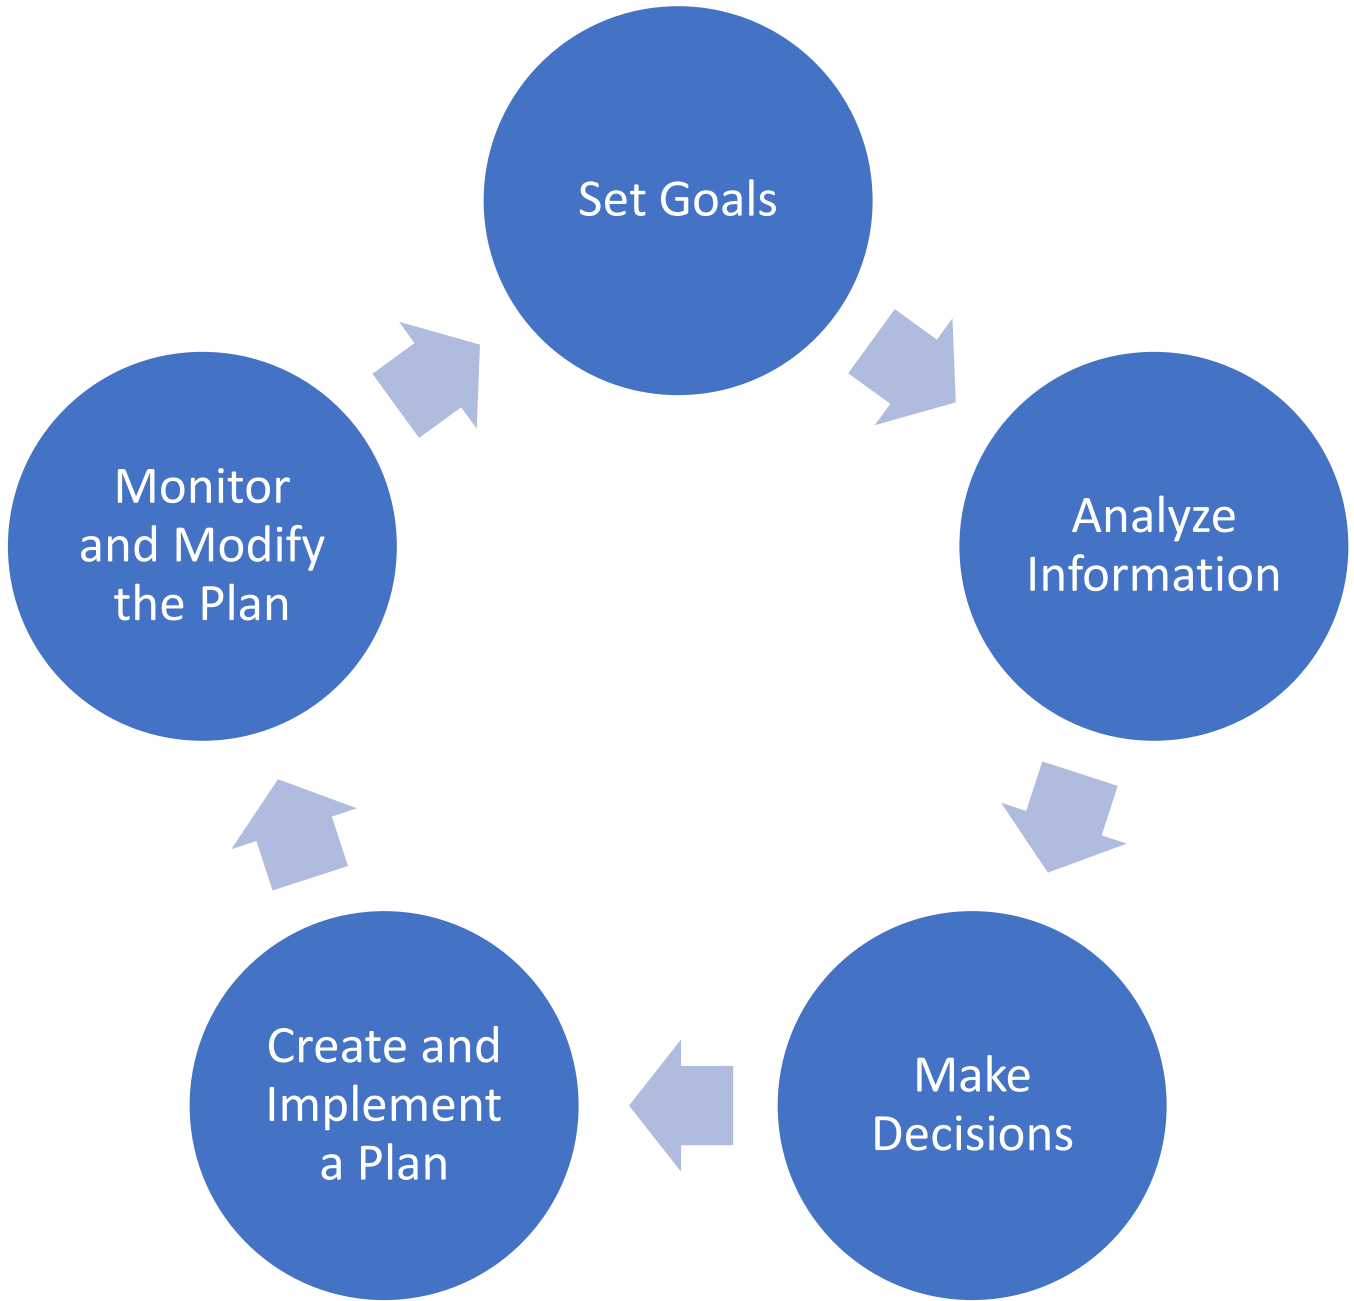 Set Goals
Analyze
Information
Make
Decisions
Create and
Implement
a Plan
Monitor
and Modify
the Plan